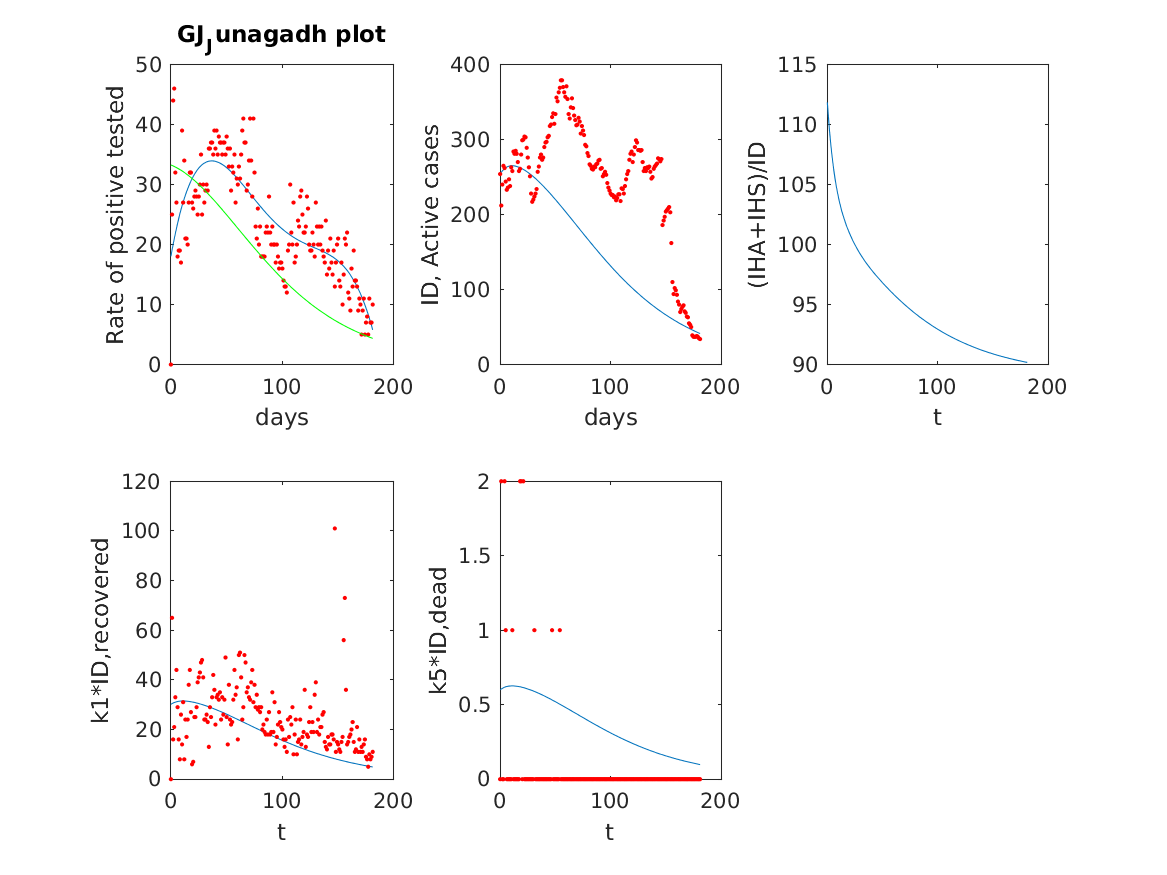 GJJunagadh plot
50
40
30
20
10
0
0 100 200
days
Rate of positive tested
400
300
200
100
0
0 100 200
days
ID, Active cases
115
110
105
100
95
90
0 100 200
t
(IHA+IHS)/ID
120
100
80
60
40
20
0
0 100 200
t
k1*ID,recovered
2
1.5
1
0.5
0
0 100 200
t
k5*ID,dead